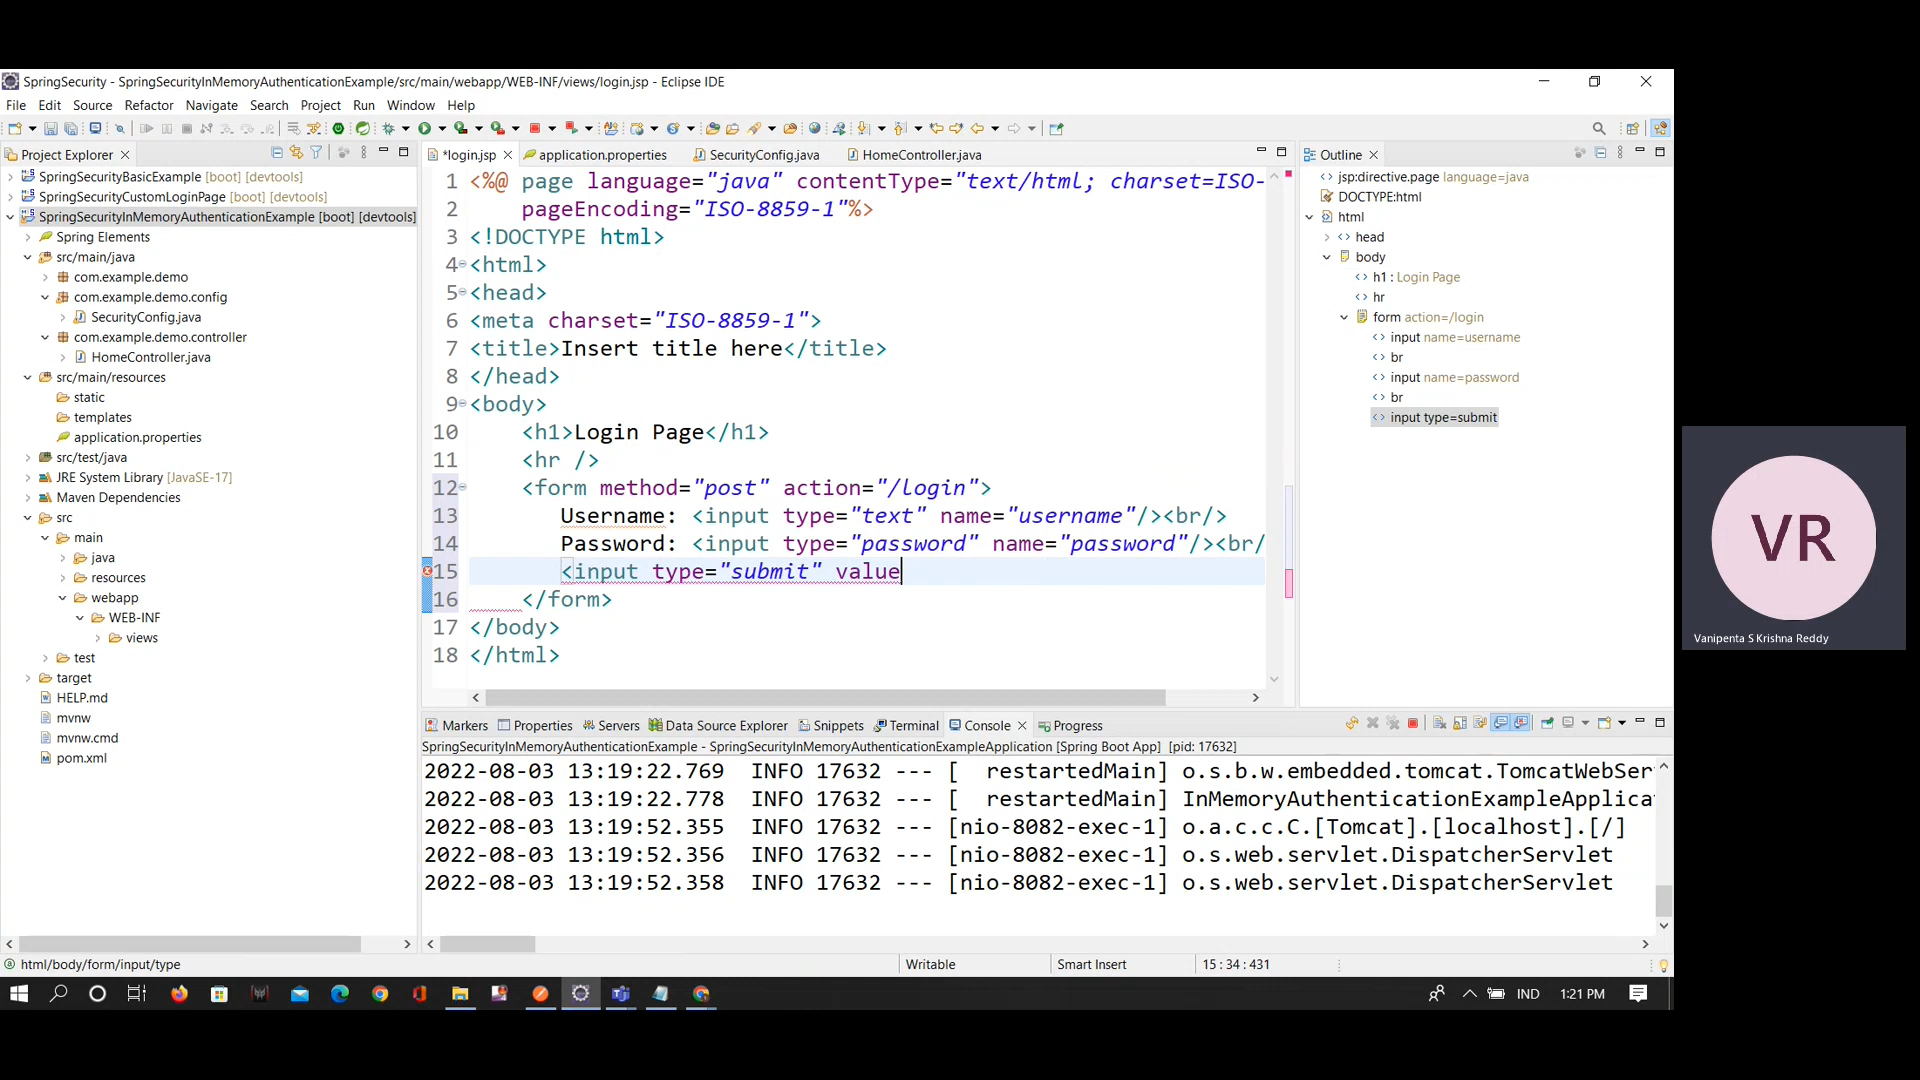 SpringSecurity - SpringSecurityInMemoryAuthenticationExample/src/main/webapp/WEB-INF/views/login.jsp - Eclipse IDE
File Edit Source Refactor Navigate Search Project Run Window Help
Project Explorer
SpringSecurityBasicExample [boot] [devtools]
SpringSecurityCustomLoginPage [boot] [devtools]
SpringSecurityInMemoryAuthenticationExample [boot] [devtools]
Spring Elements
src/main/java
com.example.demo
com.example.demo.config
SecurityConfig.java
com.example.demo.controller
HomeController.java
src/main/resources
static
templates
application.properties
src/test/java
JRE System Library [JavaSE-17]
Maven Dependencies
src
main
java
resources
webapp
WEB-INF
views
test
target
HELP.md
mvnw
mvnw.cmd
pom.xml
*login.jsp application.properties SecurityConfig.java HomeController.java
1 <%@ page language="java" contentType="text/html; charset=ISO-
2 pageEncoding="ISO-8859-1"%>
3 <!DOCTYPE html>
4 <html>
5 <head>
6 <meta charset="ISO-8859-1">
7 <title>Insert title here</title>
8 </head>
9 <body>
10 <h1>Login Page</h1>
11 <hr />
12 <form method="post" action="/login">
13 Username: <input type="text" name="username"/><br/>
14 Password: <input type="password" name="password"/><br/
15 <input type="submit" value
16 </form>
17 </body>
18 </html>
Outline
jsp:directive.page language=java
DOCTYPE:html
html
head
body
h1 : Login Page
hr
form action=/login
input name=username
br
input name=password
br
input type=submit
VR
Vanipenta S Krishna Reddy
Markers Properties Servers Data Source Explorer Snippets Terminal Console Progress
SpringSecurityInMemoryAuthenticationExample - SpringSecurityInMemoryAuthenticationExampleApplication [Spring Boot App] [pid: 17632]
2022-08-03 13:19:22.769 INFO 17632 --- [ restartedMain] o.s.b.w.embedded.tomcat.TomcatWebSer
2022-08-03 13:19:22.778 INFO 17632 --- [ restartedMain] InMemoryAuthenticationExampleApplica
2022-08-03 13:19:52.355 INFO 17632 --- [nio-8082-exec-1] o.a.c.c.C.[Tomcat].[localhost].[/]
2022-08-03 13:19:52.356 INFO 17632 --- [nio-8082-exec-1] o.s.web.servlet.DispatcherServlet
2022-08-03 13:19:52.358 INFO 17632 --- [nio-8082-exec-1] o.s.web.servlet.DispatcherServlet
html/body/form/input/type Writable Smart Insert 15 : 34 : 431
IND 1:21 PM